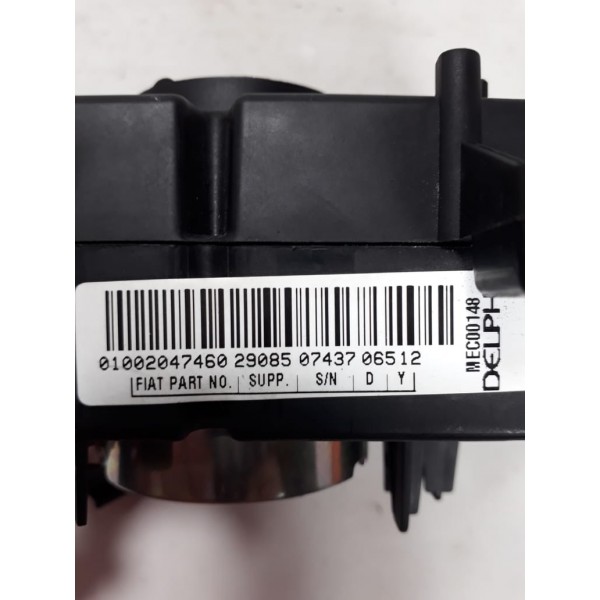 01002047460 29085 07437 06512
FIAT PART NO. SUPP. S/N D Y
MEC00148
DELPH